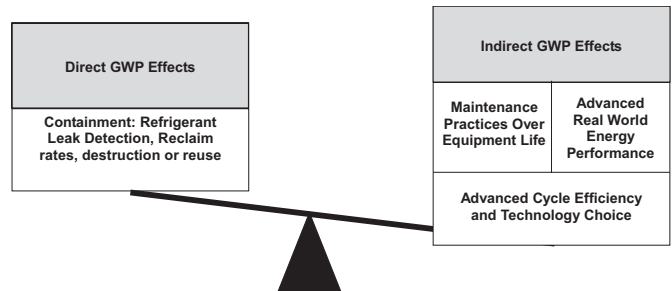 Direct GWP Effects
Containment: Refrigerant
Leak Detection, Reclaim
rates, destruction or reuse
Indirect GWP Effects
Maintenance
Practices Over
Equipment Life
Advanced
Real World
Energy
Performance
Advanced Cycle Efficiency
and Technology Choice